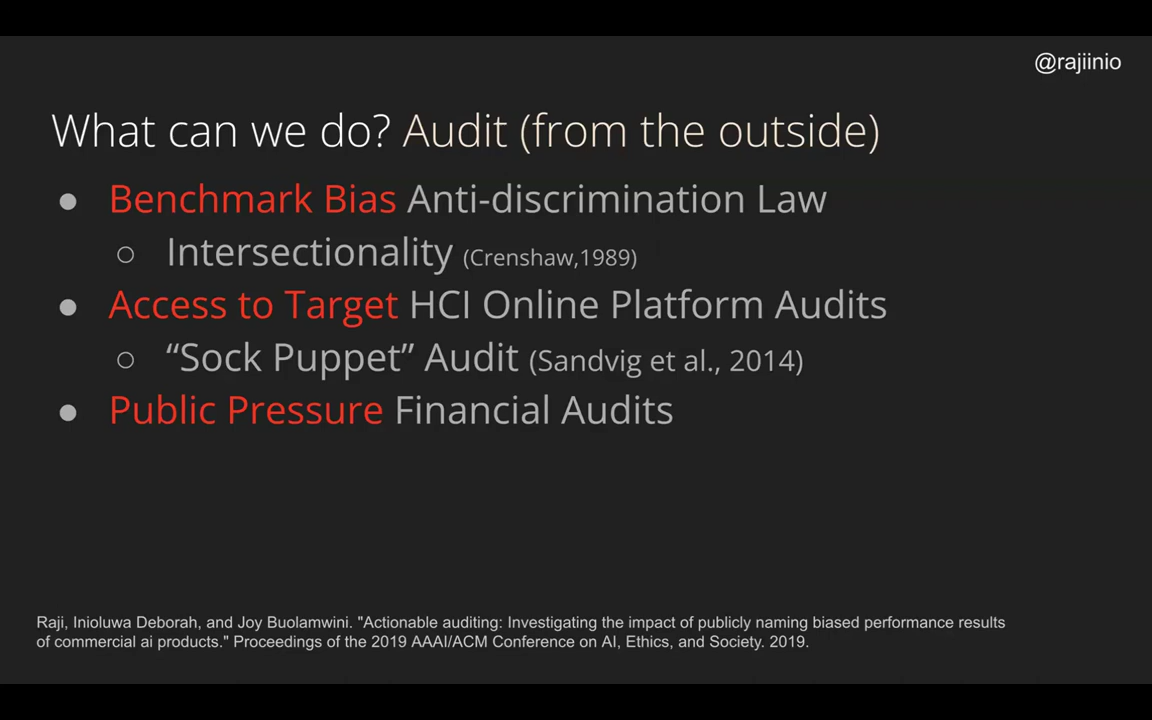 @rajiinio
What can we do? Audit (from the outside)
● Benchmark Bias Anti-discrimination Law
○ Intersectionality (Crenshaw,1989)
● Access to Target HCI Online Platform Audits
○ “Sock Puppet” Audit (Sandvig et al., 2014)
● Public Pressure Financial Audits
Raji, Inioluwa Deborah, and Joy Buolamwini. "Actionable auditing: Investigating the impact of publicly naming biased performance results
of commercial ai products." Proceedings of the 2019 AAAI/ACM Conference on AI, Ethics, and Society. 2019.